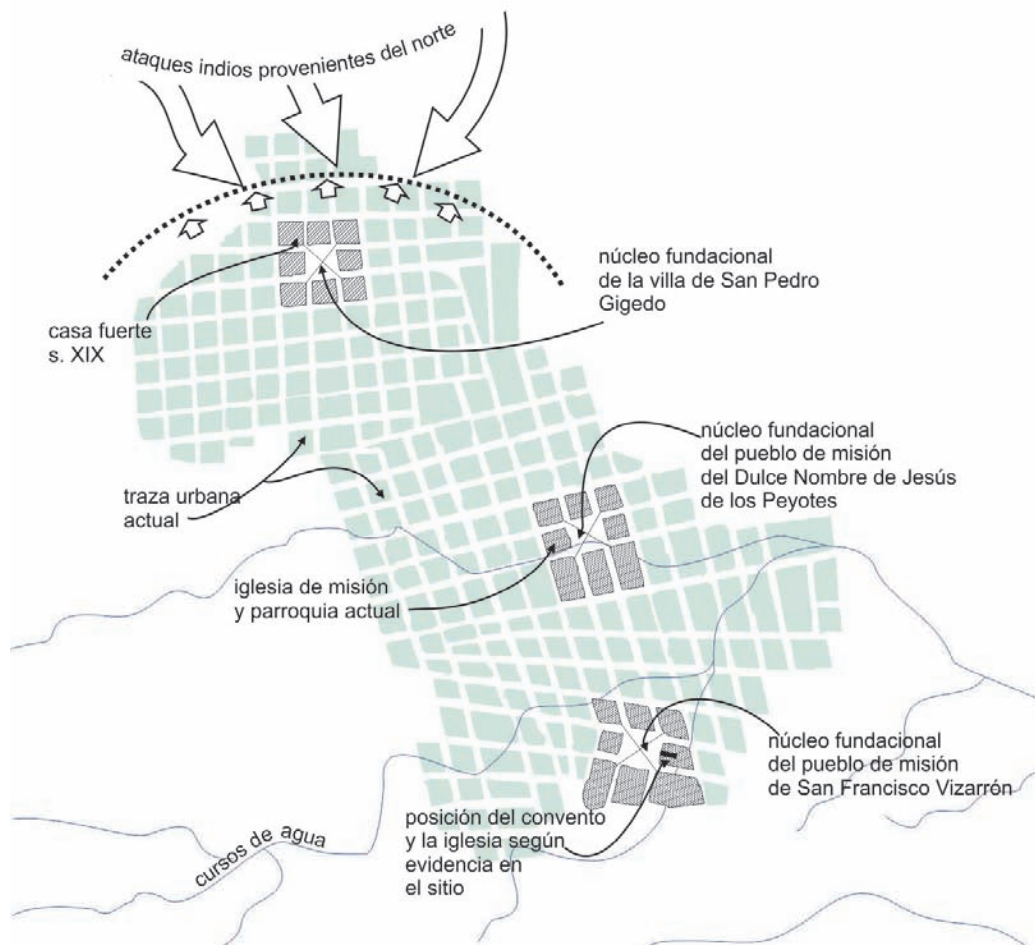 ataques indios provenientes del norte
núcleo fundacional
de la villa de San Pedro
Gigedo
casa fuerte
s. XIX
núcleo fundacional
del pueblo de misión
del Dulce Nombre de Jesús
de los Peyotes
traza urbana
actual
iglesia de misión
y parroquia actual
núcleo fundacional
del pueblo de misión
de San Francisco Vizarrón
posición del convento
y la iglesia según
evidencia en
el sitio
cursos de agua